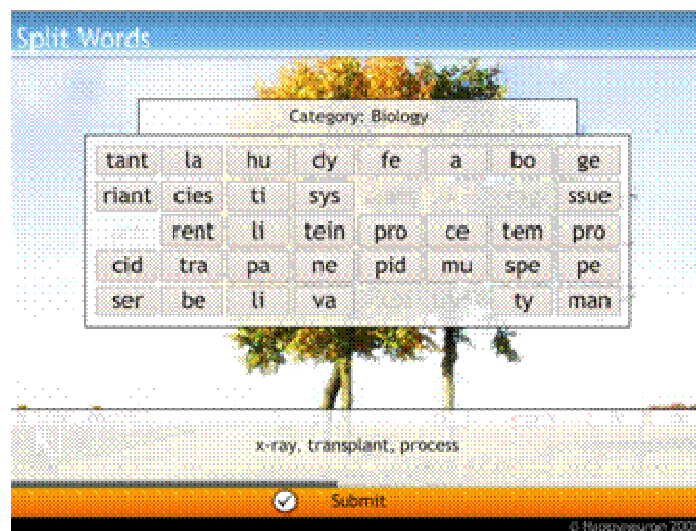 Split Words
Category: Biology
tant la hu dy fe a bo ge
riant cies ti sys ssue
rent li tein pro ce tem pro
cid tra pa ne pid mu spe pe
ser be li va ty man
x-ray, transplant, process
Submit